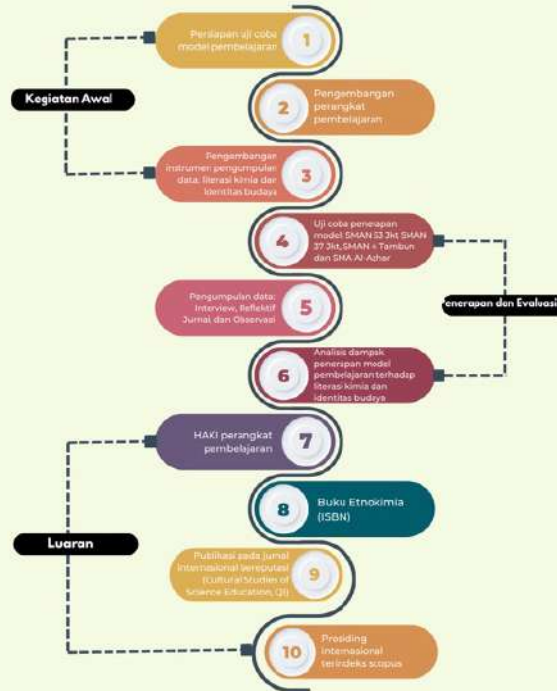 Persiapan uji coba
model pembelajaran
1
Kegiatan Awal
2
Pengembangan
perangkat
pembelajaran
Pengembangan
instrumen pengumpulan
data: literasi kimia dan
identitas budaya
3
4
Uji coba penerapan
model SMAN 53 Jkt, SMAN
37 Jkt, SMAN 4 Tambun
dan SMA Al-Azhar
Penerapan dan Evaluasi
Pengumpulan data:
Interview, Reflektif
Jurnal, dan Observasi
5
6
Analisis dampak
penerapan model
pembelajaran terhadap
literasi kimia dan
identitas budaya
HAKI perangkat
pembelajaran
7
8
Buku Etnokimia
(ISBN)
Luaran
Publikasi pada Jurnal
Internasional bereputasi
(Cultural Studies of
Science Education, Q1)
9
10
Prosiding
internasional
terindeks scopus